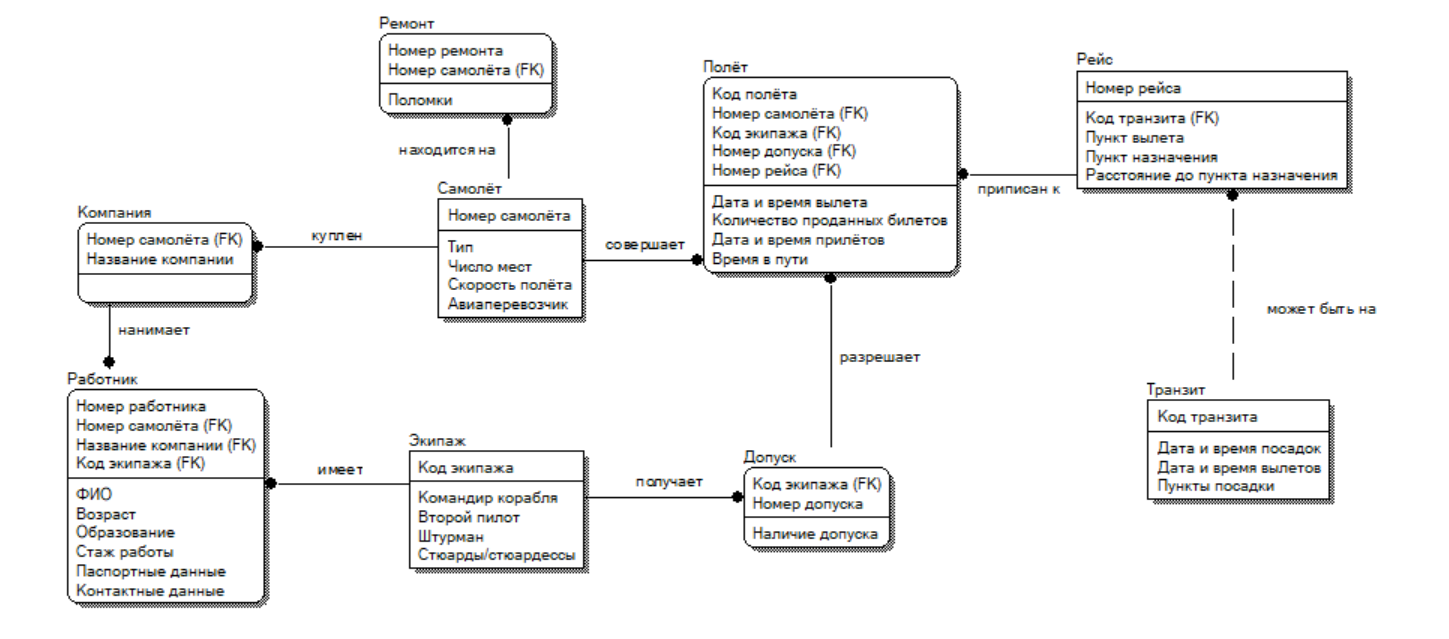 Ремонт
Номер ремонта
Номер самолёта (FK)
Поломки
находится на
Полёт
Код полёта
Номер самолёта (FK)
Код экипажа (FK)
Номер допуска (FK)
Номер рейса (FK)
Дата и время вылета
Количество проданных билетов
Дата и время прилётов
Время в пути
Рейс
Номер рейса
Код транзита (FK)
Пункт вылета
Пункт назначения
Расстояние до пункта назначения
приписан к
Компания
Номер самолёта (FK)
Название компании
куплен
Самолёт
Номер самолёта
Тип
Число мест
Скорость полёта
Авиаперевозчик
совершает
нанимает
разрешает
может быть на
Работник
Номер работника
Номер самолёта (FK)
Название компании (FK)
Код экипажа (FK)
ФИО
Возраст
Образование
Стаж работы
Паспортные данные
Контактные данные
имеет
Экипаж
Код экипажа
Командир корабля
Второй пилот
Штурман
Стюарды/стюардессы
получает
Допуск
Код экипажа (FK)
Номер допуска
Наличие допуска
Транзит
Код транзита
Дата и время посадок
Дата и время вылетов
Пункты посадки